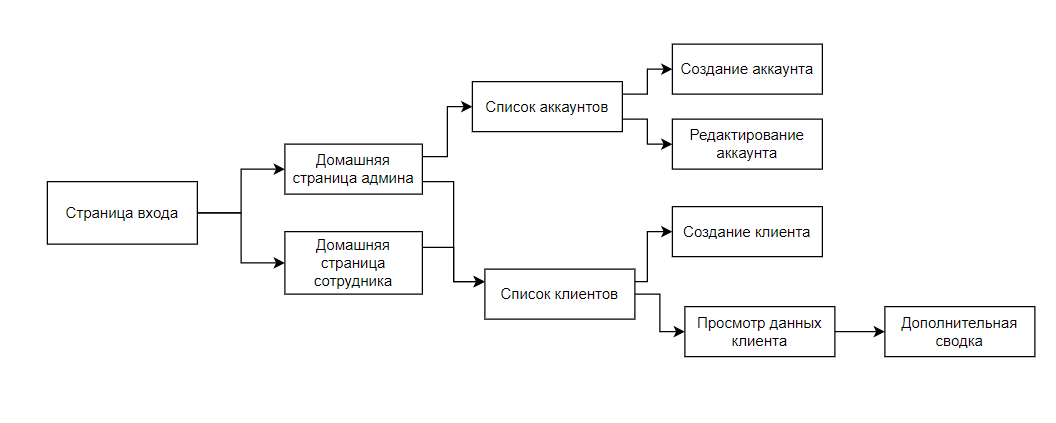 Страница входа
Домашняя
страница админа
Домашняя
страница
сотрудника
Список аккаунтов
Список клиентов
Создание аккаунта
Редактирование
аккаунта
Создание клиента
Просмотр данных
клиента
Дополнительная
сводка